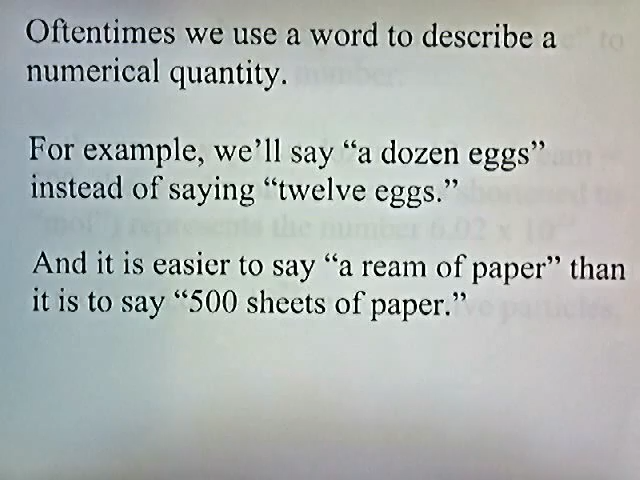 Oftentimes we use a word to describe a
numerical quantity.
For example, we'll say “a dozen eggs”
instead of saying “twelve eggs.”
And it is easier to say “a ream of paper” than
it is to say “500 sheets of paper.”